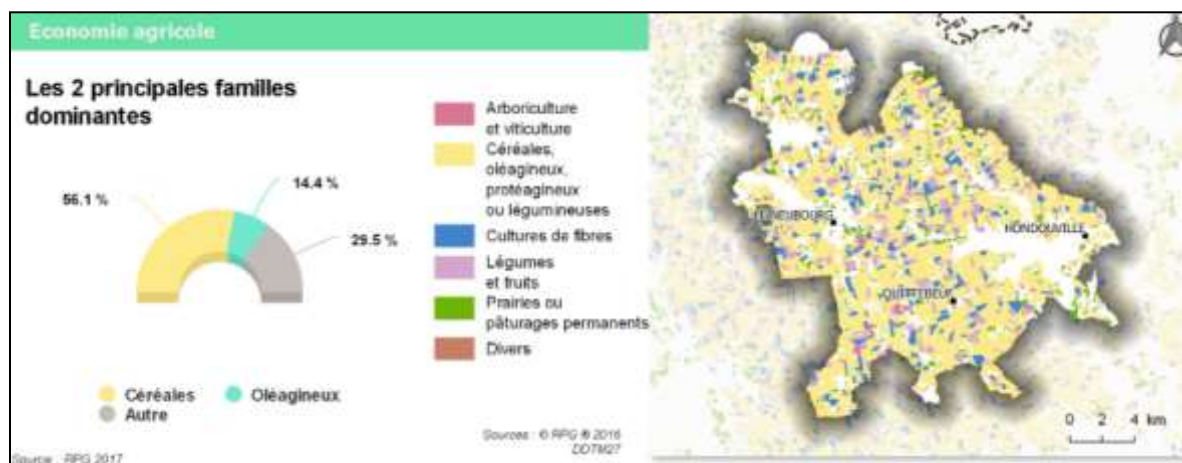 Economie agricole
Les 2 principales familles
dominantes
56.1 %
14.4 %
29.5 %
Céréales
Oléagineux
Autre
Source : RPG 2017
Arboriculture
et viticulture
Céréales,
oléagineux,
protéagineux
ou légumineuses
Cultures de fibres
Légumes
et fruits
Prairies ou
pâturages permanents
Divers
Sources : © RPG ® 2016
DDTM27
LE NEUBOURG
HONDOUVILLE
QUITTEBEUF
0 2 4 km